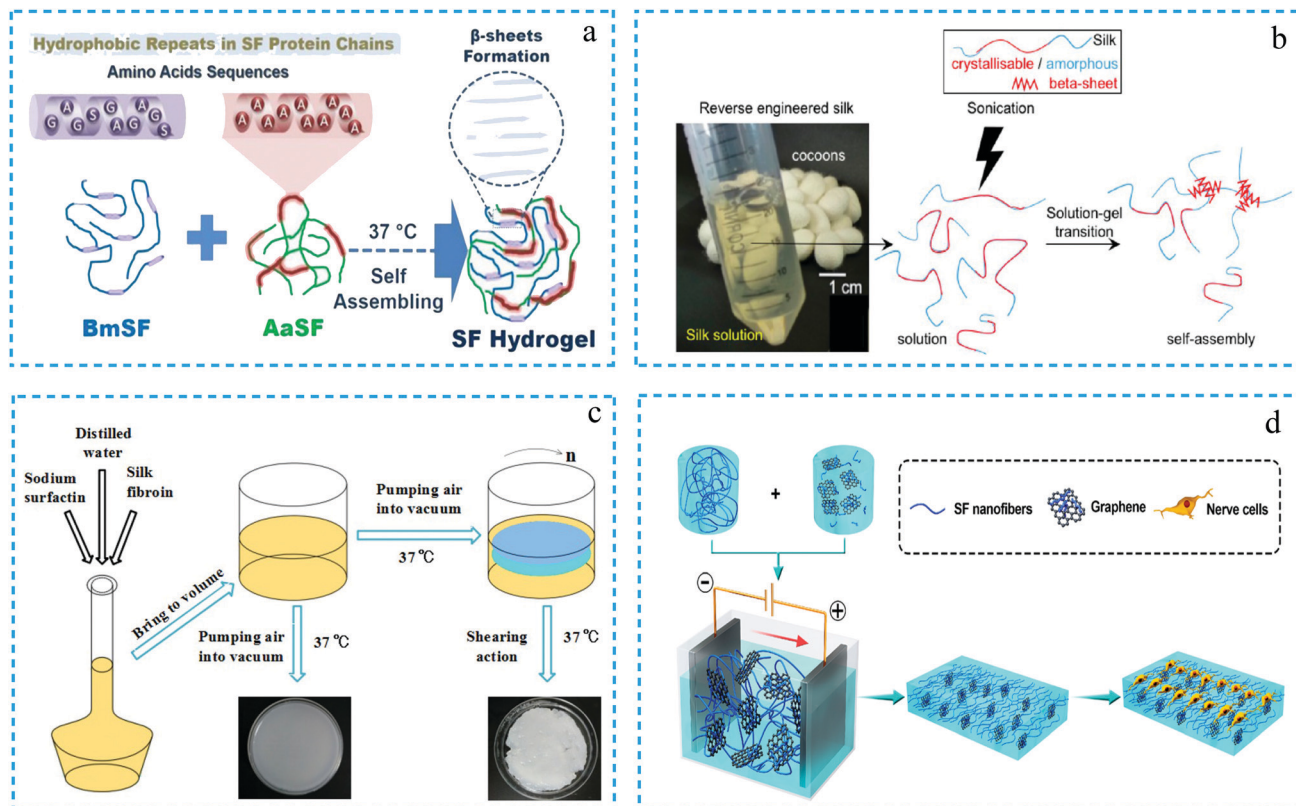 a
Hydrophobic Repeats in SF Protein Chains
Amino Acids Sequences
β-sheets
Formation
G A S G A G
G G S A G G S
A A A A A
A A A A A A
37 °C
Self
Assembling
BmSF
AaSF
SF Hydrogel
b
Silk
crystallisable / amorphous
beta-sheet
Reverse engineered silk
Sonication
cocoons
Solution-gel
transition
1 cm
Silk solution
solution
self-assembly
c
Distilled
water
Sodium
surfactin
Silk
fibroin
n
Pumping air
into vacuum
37℃
Bring to volume
Pumping air
into vacuum
37℃
Shearing
action
37℃
d
+
SF nanofibers
Graphene
Nerve cells
−
+